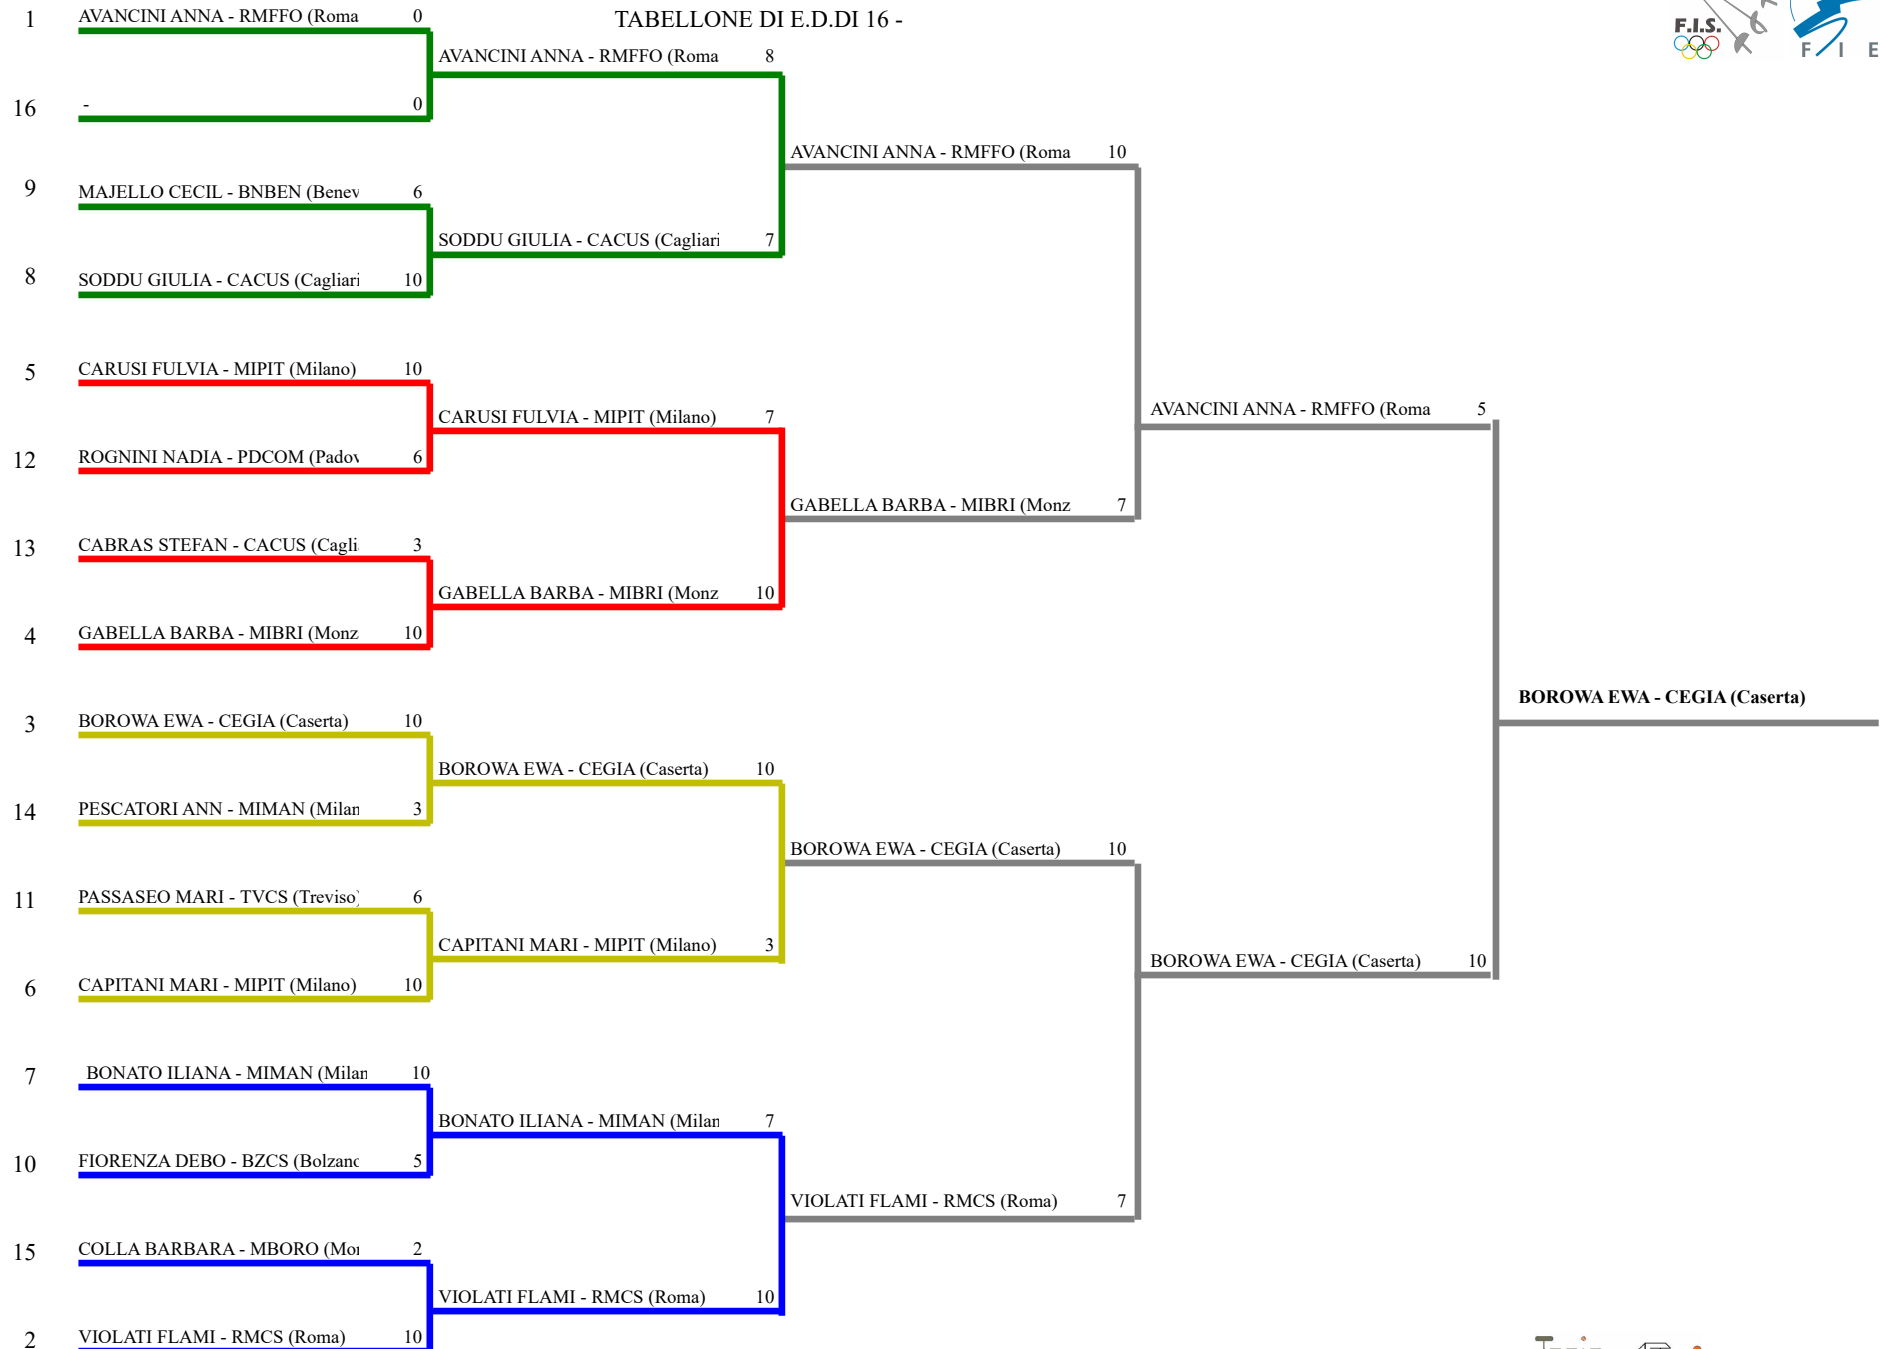 TABELLONE DI E.D.DI 16 -
F.I.S.
F I E
1 AVANCINI ANNA - RMFFO (Roma 0
AVANCINI ANNA - RMFFO (Roma 8
16 - 0
AVANCINI ANNA - RMFFO (Roma 10
9 MAJELLO CECIL - BNBEN (Benev 6
SODDU GIULIA - CACUS (Cagliari 7
8 SODDU GIULIA - CACUS (Cagliari 10
5 CARUSI FULVIA - MIPIT (Milano) 10
CARUSI FULVIA - MIPIT (Milano) 7
AVANCINI ANNA - RMFFO (Roma 5
12 ROGNINI NADIA - PDCOM (Padov 6
GABELLA BARBA - MIBRI (Monz 7
13 CABRAS STEFAN - CACUS (Cagli 3
GABELLA BARBA - MIBRI (Monz 10
4 GABELLA BARBA - MIBRI (Monz 10
BOROWA EWA - CEGIA (Caserta)
3 BOROWA EWA - CEGIA (Caserta) 10
BOROWA EWA - CEGIA (Caserta) 10
14 PESCATORI ANN - MIMAN (Milan 3
BOROWA EWA - CEGIA (Caserta) 10
11 PASSASEO MARI - TVCS (Treviso) 6
CAPITANI MARI - MIPIT (Milano) 3
BOROWA EWA - CEGIA (Caserta) 10
6 CAPITANI MARI - MIPIT (Milano) 10
7 BONATO ILIANA - MIMAN (Milan 10
BONATO ILIANA - MIMAN (Milan 7
10 FIORENZA DEBO - BZCS (Bolzano 5
VIOLATI FLAMI - RMCS (Roma) 7
15 COLLA BARBARA - MBORO (Mon 2
VIOLATI FLAMI - RMCS (Roma) 10
2 VIOLATI FLAMI - RMCS (Roma) 10